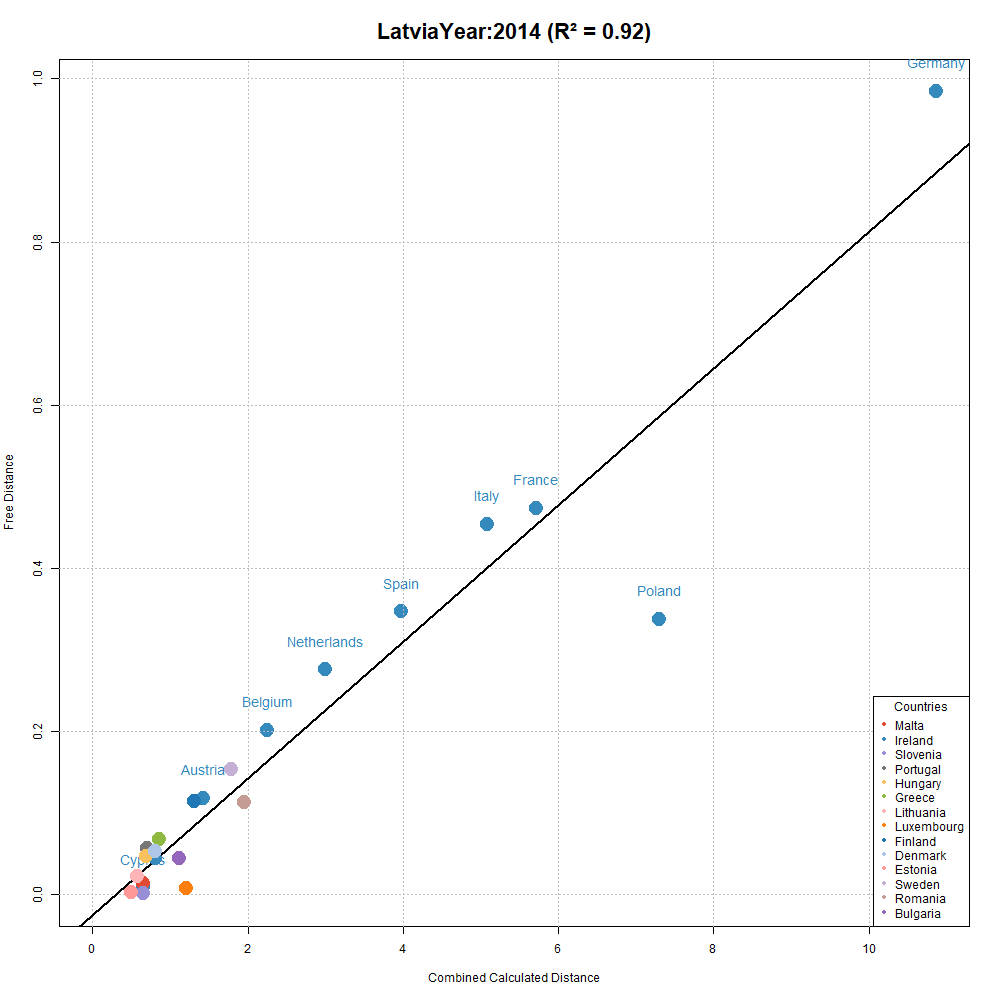 LatviaYear:2014 (R² = 0.92)
Germany
1.0
0.8
0.6
France
Italy
Free Distance
0.4
Spain
Poland
Netherlands
Belgium
0.2
Austria
Countries
Malta
Ireland
Slovenia
Portugal
Hungary
Greece
Lithuania
Luxembourg
Finland
Denmark
Estonia
Sweden
Romania
Bulgaria
Cyprus
0.0
0 2 4 6 8 10
Combined Calculated Distance